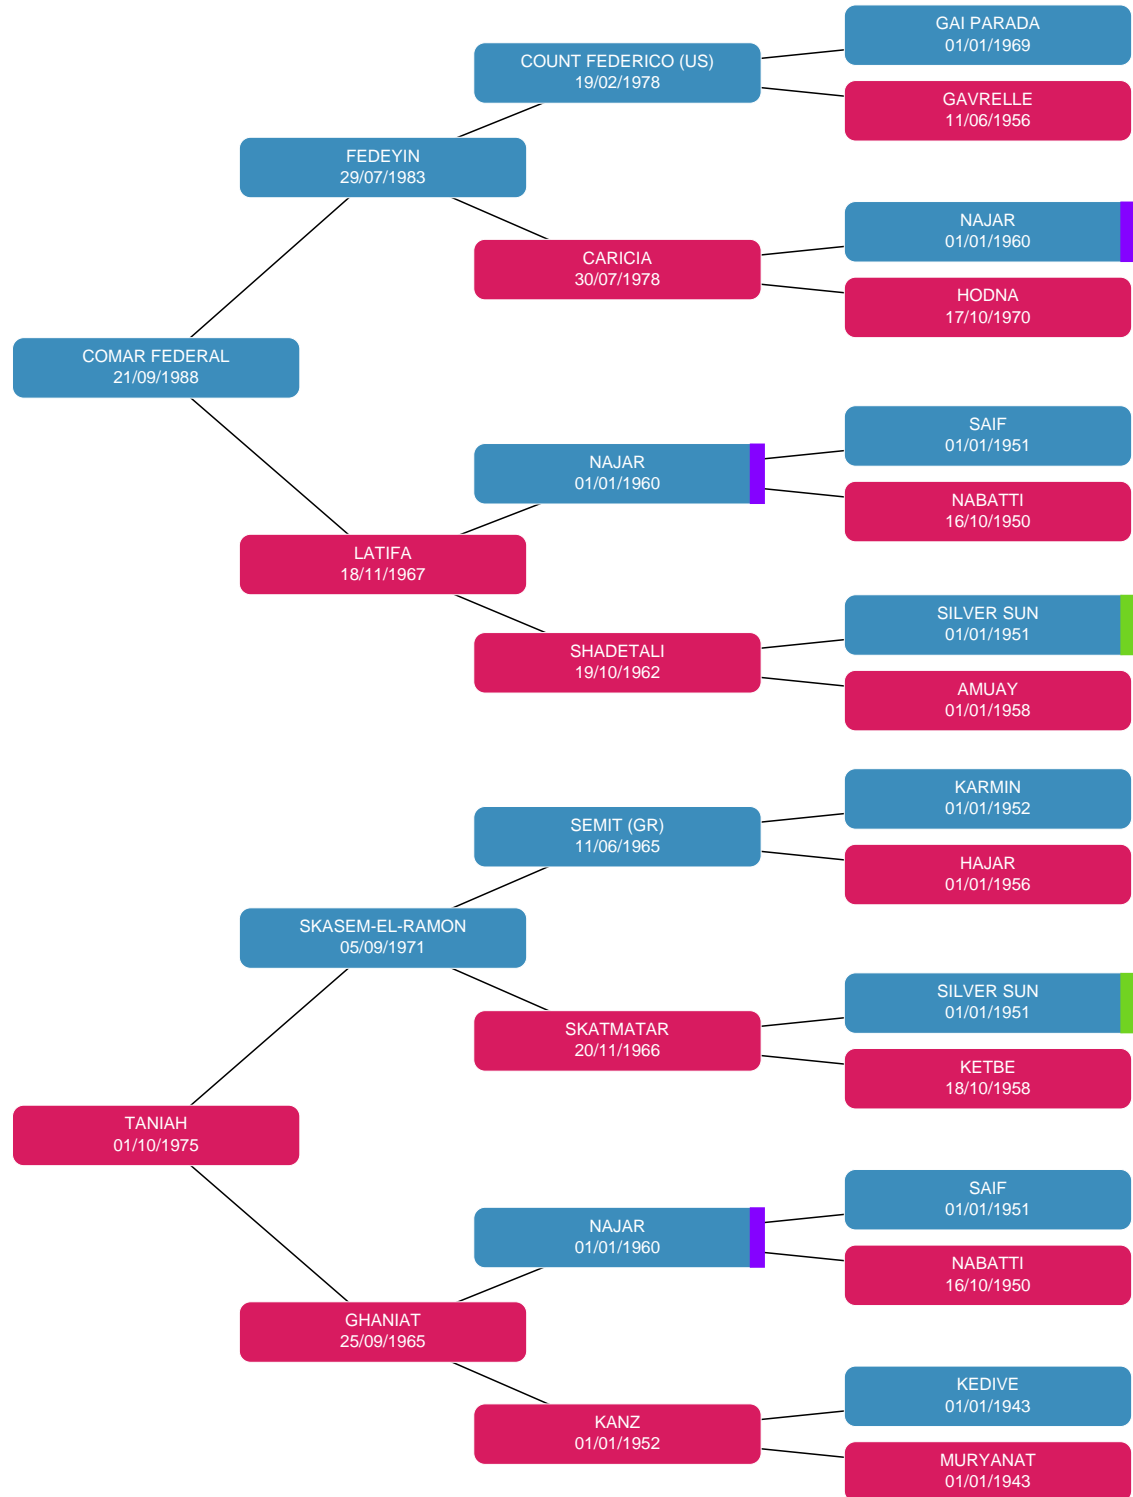 GAI PARADA
01/01/1969
COUNT FEDERICO (US)
19/02/1978
GAVRELLE
11/06/1956
FEDEYIN
29/07/1983
NAJAR
01/01/1960
CARICIA
30/07/1978
HODNA
17/10/1970
COMAR FEDERAL
21/09/1988
SAIF
01/01/1951
NAJAR
01/01/1960
NABATTI
16/10/1950
LATIFA
18/11/1967
SILVER SUN
01/01/1951
SHADETALI
19/10/1962
AMUAY
01/01/1958
KARMIN
01/01/1952
SEMIT (GR)
11/06/1965
HAJAR
01/01/1956
SKASEM-EL-RAMON
05/09/1971
SILVER SUN
01/01/1951
SKATMATAR
20/11/1966
KETBE
18/10/1958
TANIAH
01/10/1975
SAIF
01/01/1951
NAJAR
01/01/1960
NABATTI
16/10/1950
GHANIAT
25/09/1965
KEDIVE
01/01/1943
KANZ
01/01/1952
MURYANAT
01/01/1943